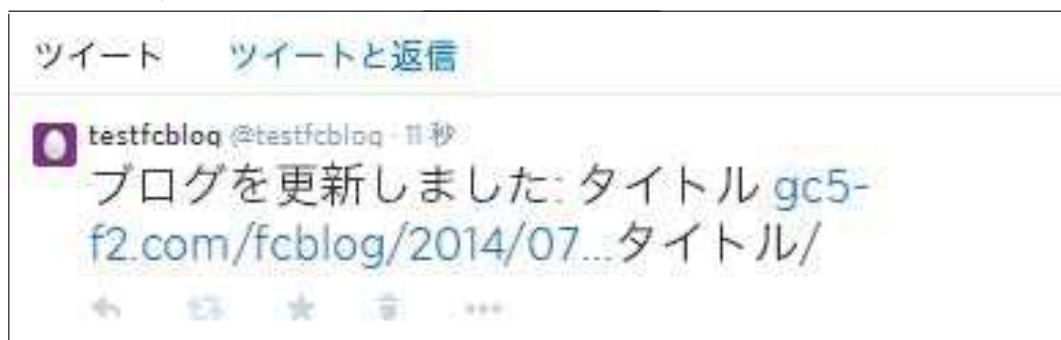 ツイート ツイートと返信
testfcblog @testfcblog · 11 秒
ブログを更新しました: タイトル gc5-
f2.com/fcblog/2014/07...タイトル/